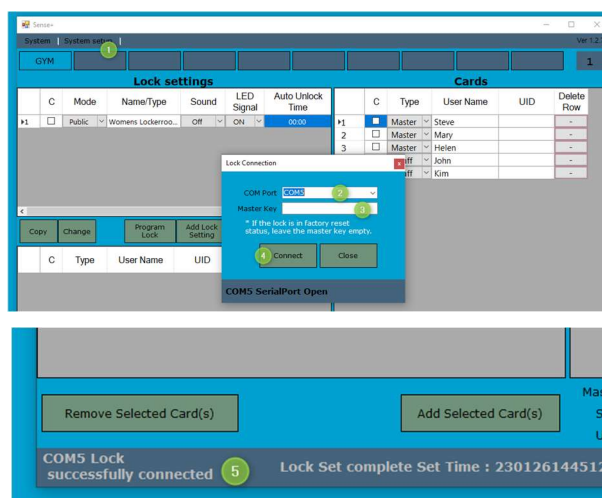 Sense+
System | System setup |
1
Ver 1.2.
GYM
1
Lock settings
Cards
C Mode Name/Type Sound LED Signal Auto Unlock Time
C Type User Name UID Delete Row
1 Public Womens Lockerroo... Off ON 00:00
1 Master Steve -
2 Master Mary -
3 Master Helen -
John -
Kim -
Lock Connection
COM Port COM5 2
Master Key 3
* If the lock is in factory reset
status, leave the master key empty.
4 Connect Close
COM5 SerialPort Open
Copy Change Program Lock Add Lock Setting
C Type User Name UID
Remove Selected Card(s) Add Selected Card(s)
COM5 Lock
successfully connected 5 Lock Set complete Set Time : 230126144512